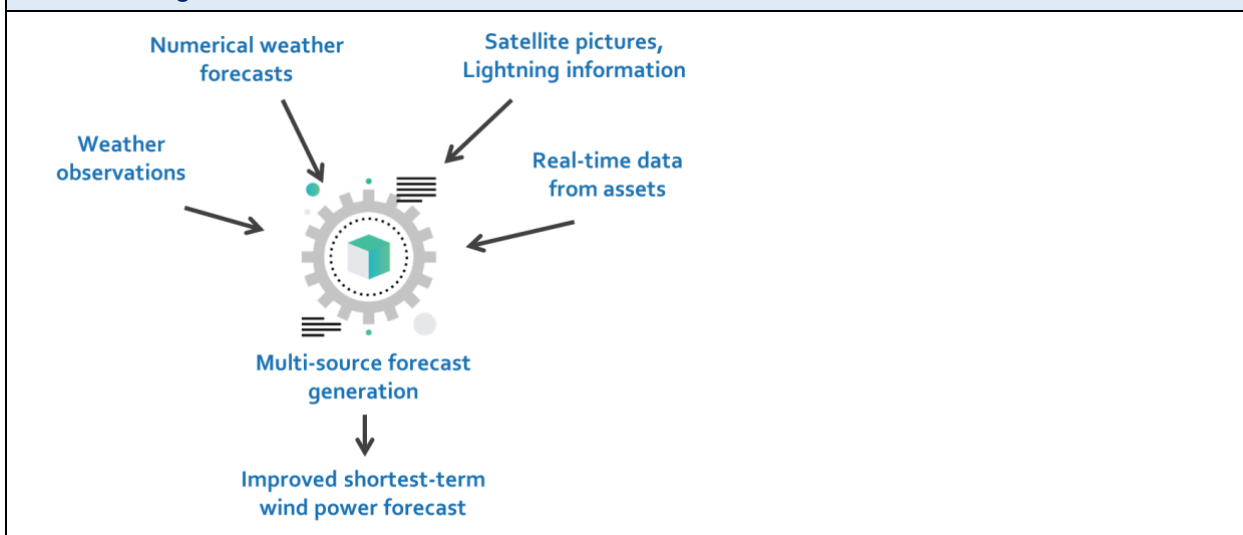 Numerical weather
forecasts
Satellite pictures,
Lightning information
Weather
observations
Real-time data
from assets
Multi-source forecast
generation
Improved shortest-term
wind power forecast